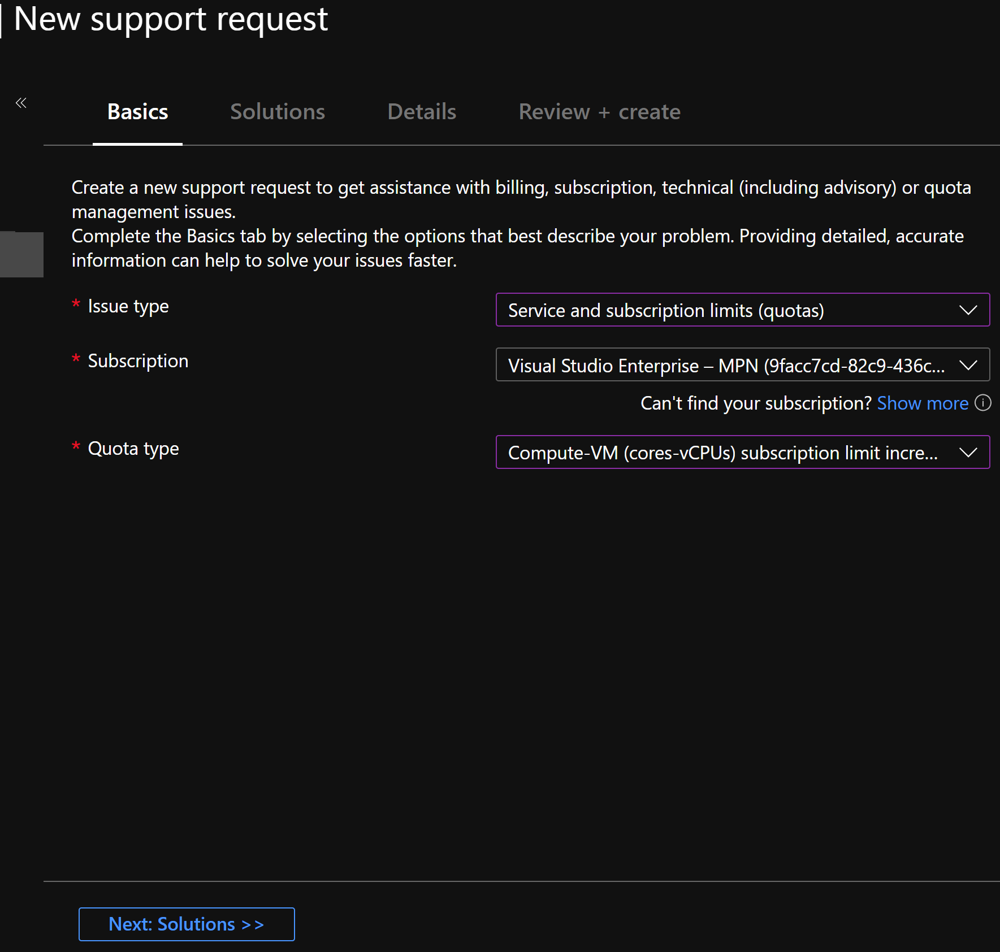 New support request
Basics
Solutions
Details
Review + create
Create a new support request to get assistance with billing, subscription, technical (including advisory) or quota
management issues.
Complete the Basics tab by selecting the options that best describe your problem. Providing detailed, accurate
information can help to solve your issues faster.
* Issue type
Service and subscription limits (quotas)
* Subscription
Visual Studio Enterprise – MPN (9facc7cd-82c9-436c...
Can't find your subscription? Show more
* Quota type
Compute-VM (cores-vCPUs) subscription limit incre...
Next: Solutions >>